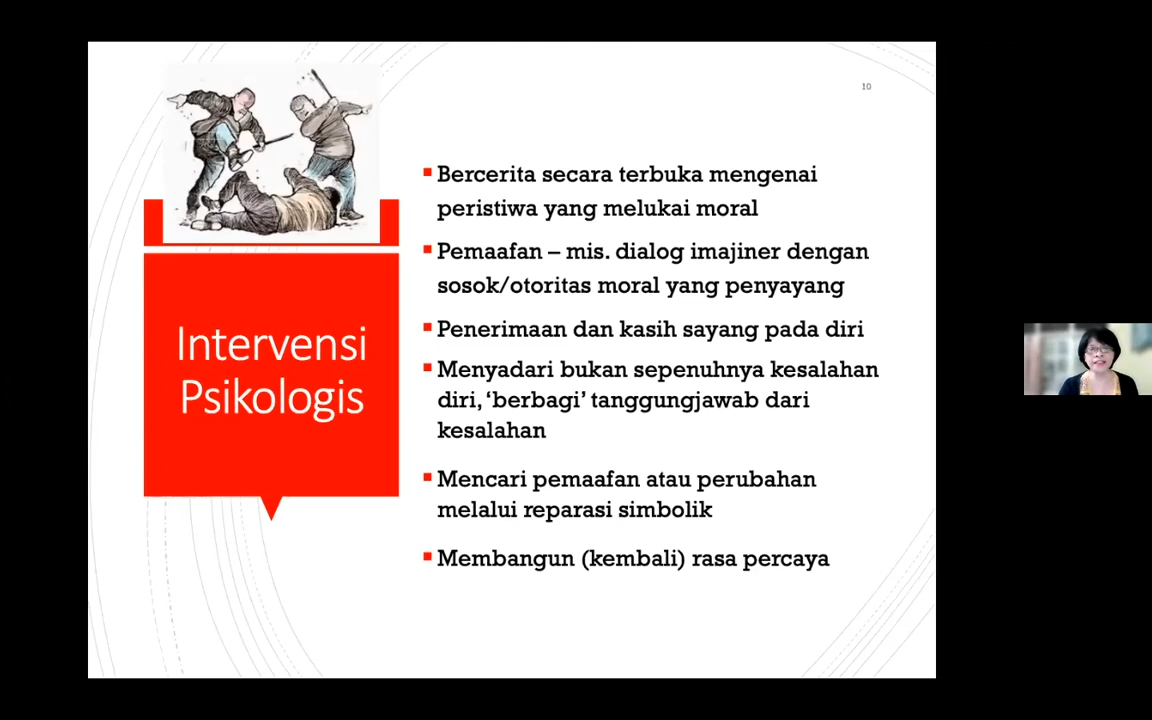 10
Intervensi
Psikologis
Bercerita secara terbuka mengenai
peristiwa yang melukai moral
Pemaafan – mis. dialog imajiner dengan
sosok/otoritas moral yang penyayang
Penerimaan dan kasih sayang pada diri
Menyadari bukan sepenuhnya kesalahan
diri, ‘berbagi’ tanggungjawab dari
kesalahan
Mencari pemaafan atau perubahan
melalui reparasi simbolik
Membangun (kembali) rasa percaya